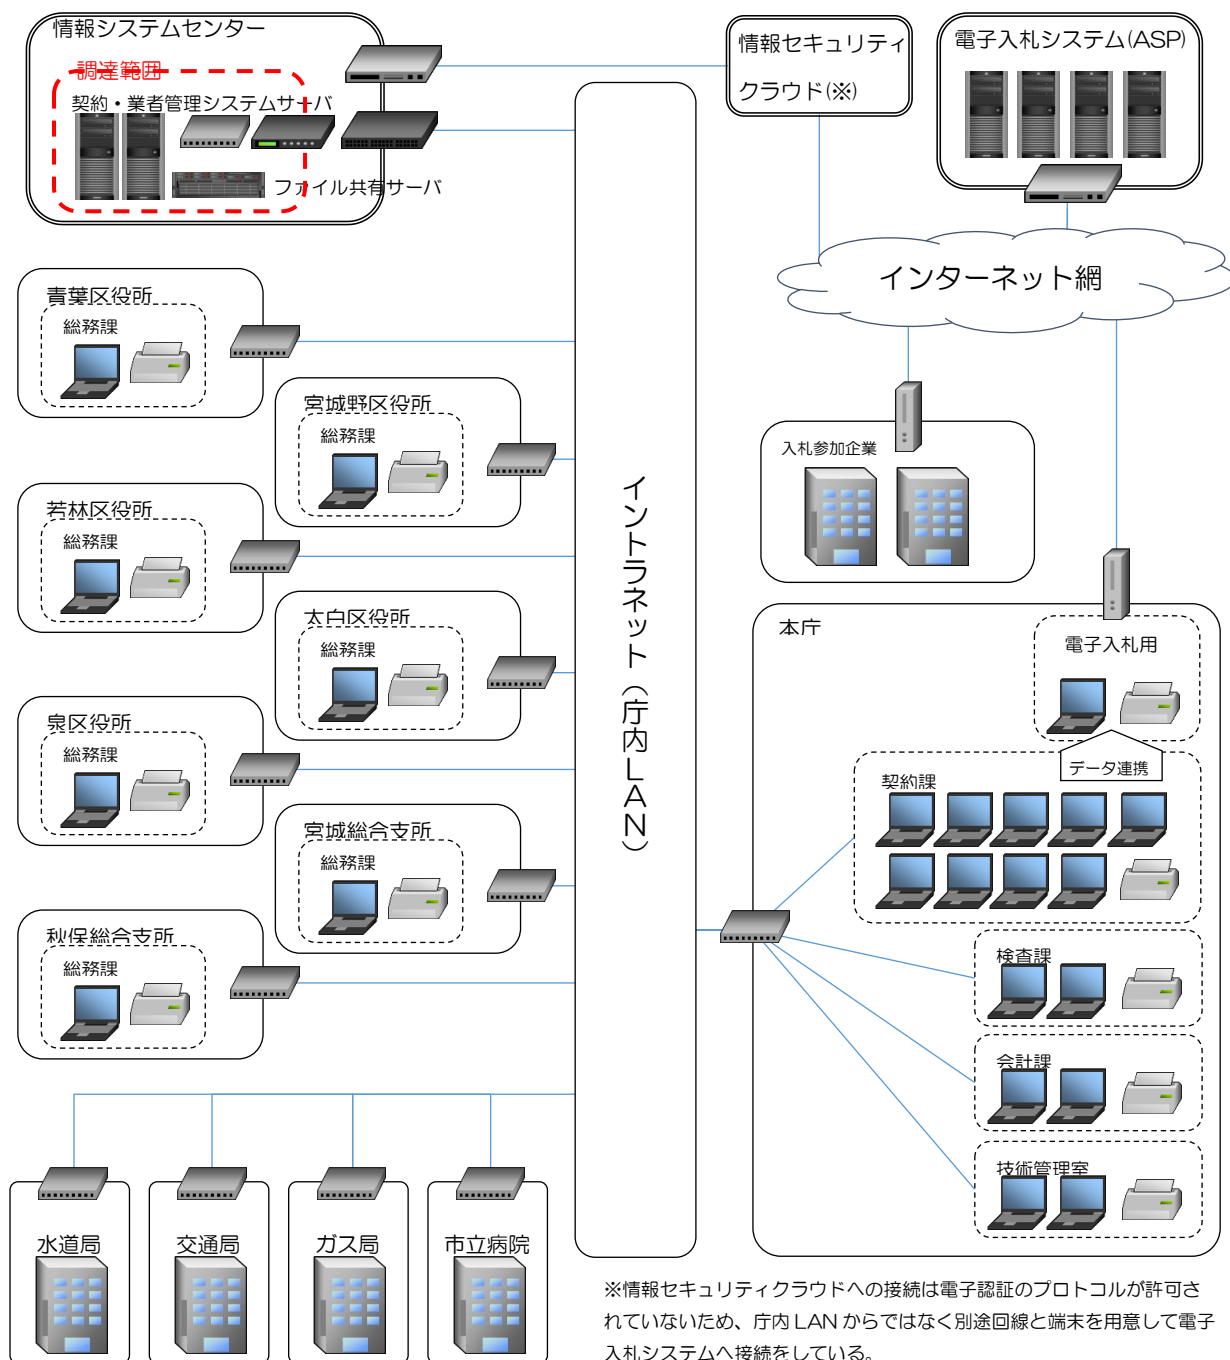 情報システムセンター
調達範囲
契約・業者管理システムサーバ
ファイル共有サーバ
情報セキュリティ
クラウド(※)
電子入札システム(ASP)
インターネット網
青葉区役所
総務課
宮城野区役所
総務課
若林区役所
総務課
太白区役所
総務課
泉区役所
総務課
宮城総合支所
総務課
秋保総合支所
総務課
イントラネット（庁内LAN）
入札参加企業
本庁
電子入札用
データ連携
契約課
検査課
会計課
技術管理室
水道局
交通局
ガス局
市立病院
※情報セキュリティクラウドへの接続は電子認証のプロトコルが許可さ
れていないため、庁内 LAN からではなく別途回線と端末を用意して電子
入札システムへ接続をしている。